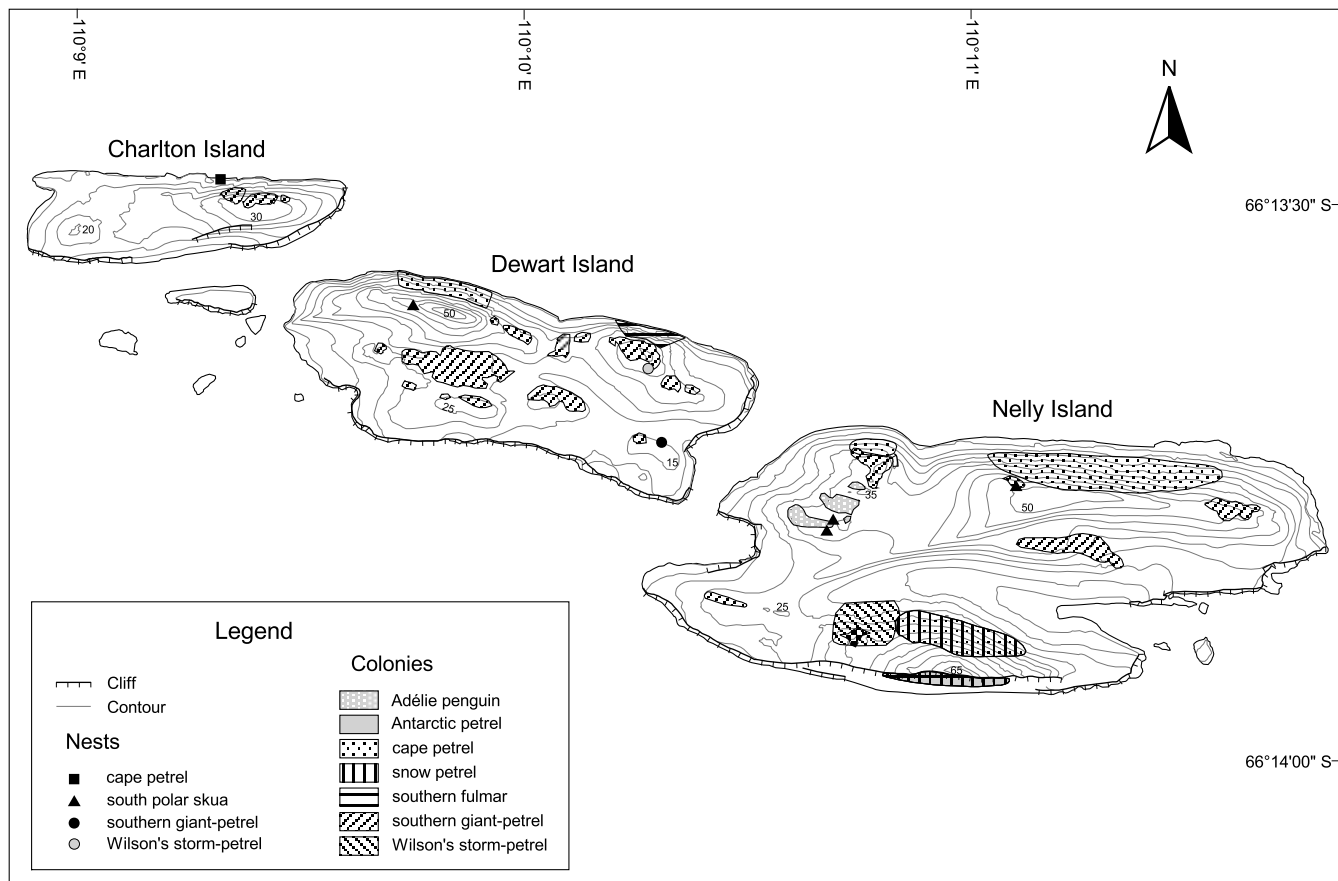 110°9' E
110°10' E
110°11' E
N
Charlton Island
66°13'30" S
30
20
Dewart Island
50
25
15
Nelly Island
35
50
25
65
66°14'00" S
Legend
Cliff
Contour
Nests
cape petrel
south polar skua
southern giant-petrel
Wilson's storm-petrel
Colonies
Adélie penguin
Antarctic petrel
cape petrel
snow petrel
southern fulmar
southern giant-petrel
Wilson's storm-petrel